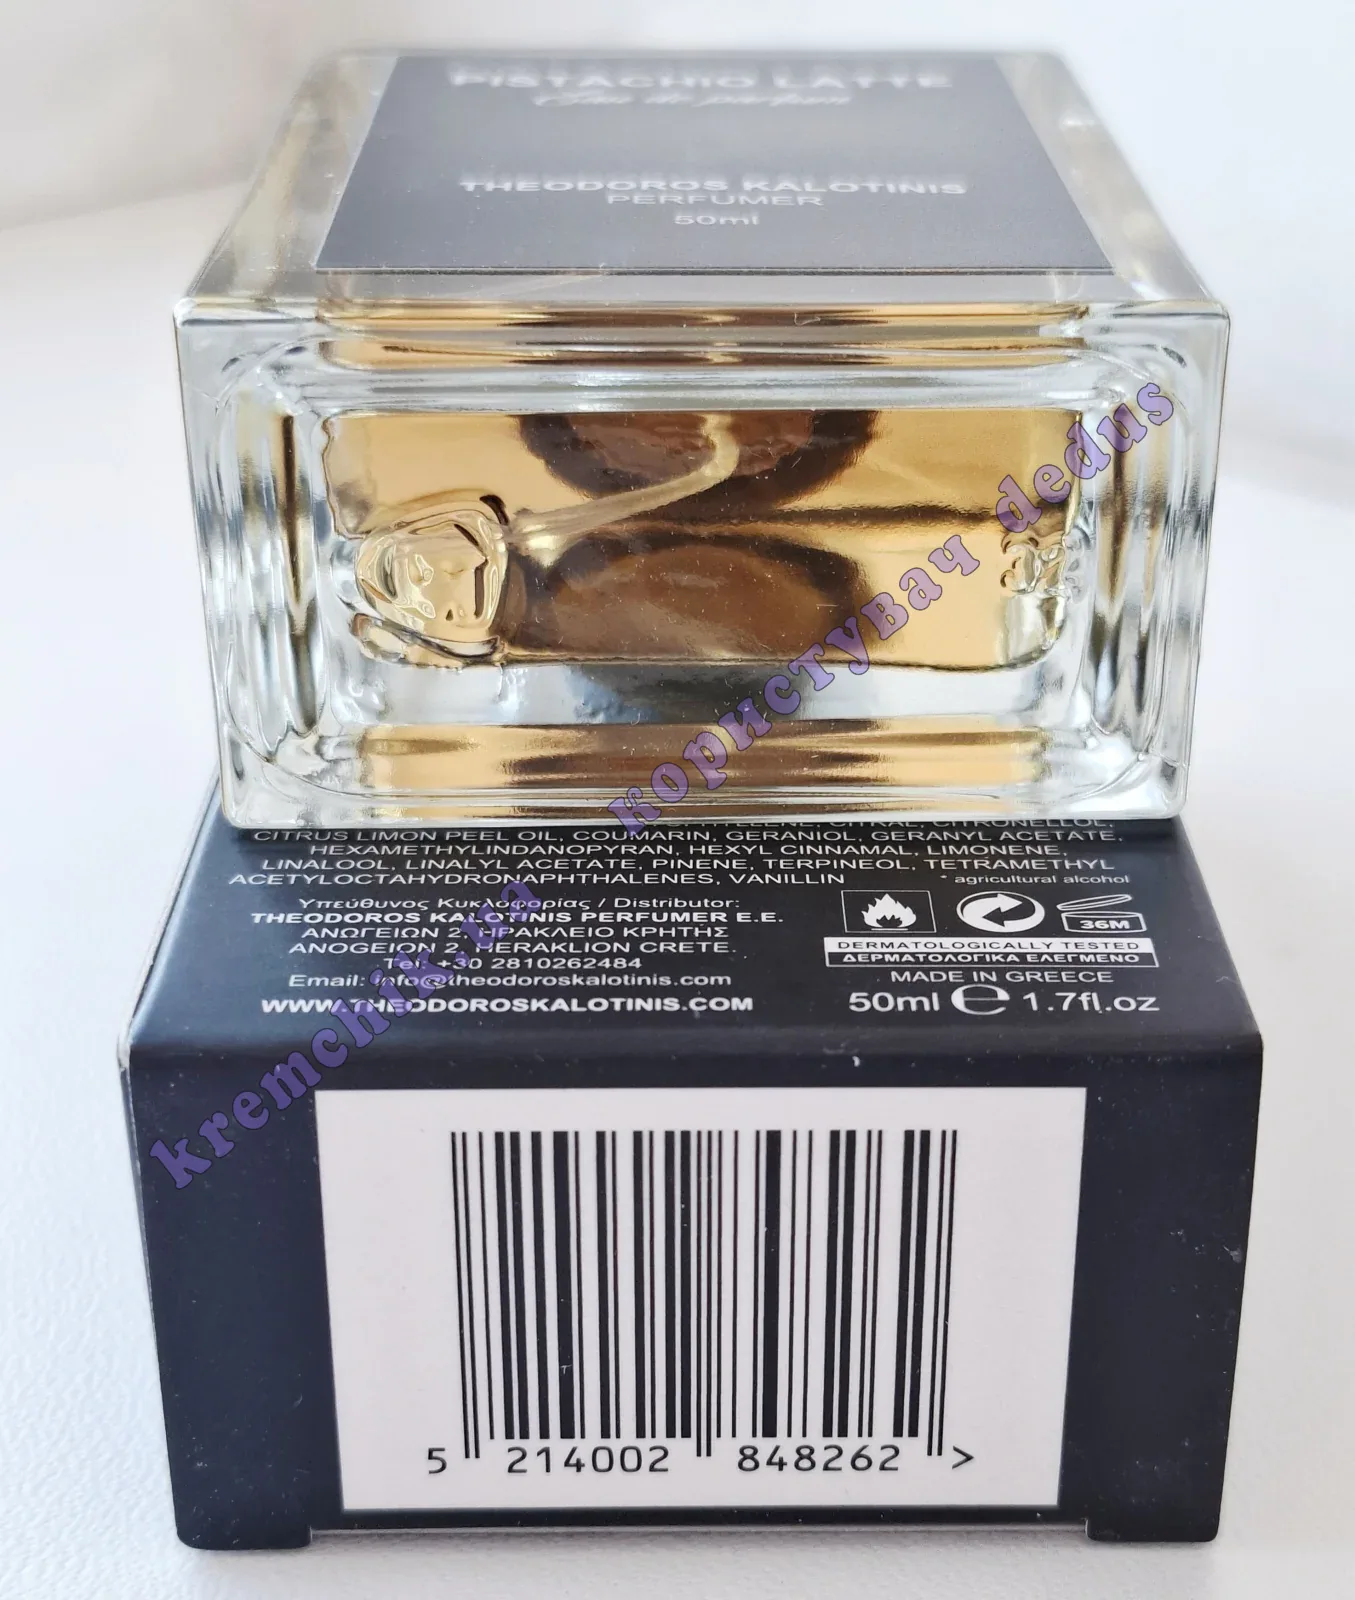 PISTACHIO LATTE
Eau de parfum
THEODOROS KALOTINIS
PERFUMER
50ml
CITRAL, CITRONELLOL,
CITRUS LIMON PEEL OIL, COUMARIN, GERANIOL, GERANYL ACETATE,
HEXAMETHYLINDANOPYRAN, HEXYL CINNAMAL, LIMONENE,
LINALOOL, LINALYL ACETATE, PINENE, TERPINEOL, TETRAMETHYL
ACETYLOCTAHYDRONAPHTHALENES, VANILLIN
* agricultural alcohol
Υπεύθυνος Κυκλοφορίας / Distributor:
THEODOROS KALOTINIS PERFUMER E.E.
ΑΝΩΓΕΙΩΝ 2, ΗΡΑΚΛΕΙΟ ΚΡΗΤΗΣ
ANOGEION 2, HERAKLION CRETE.
Tel: +30 2810262484
Email: info@theodoroskalotinis.com
WWW.THEODOROSKALOTINIS.COM
36M
DERMATOLOGICALLY TESTED
ΔΕΡΜΑΤΟΛΟΓΙΚΑ ΕΛΕΓΜΕΝΟ
MADE IN GREECE
50ml e 1.7fl.oz
5 214002 848262 >
kremchik.ua користувач dedus